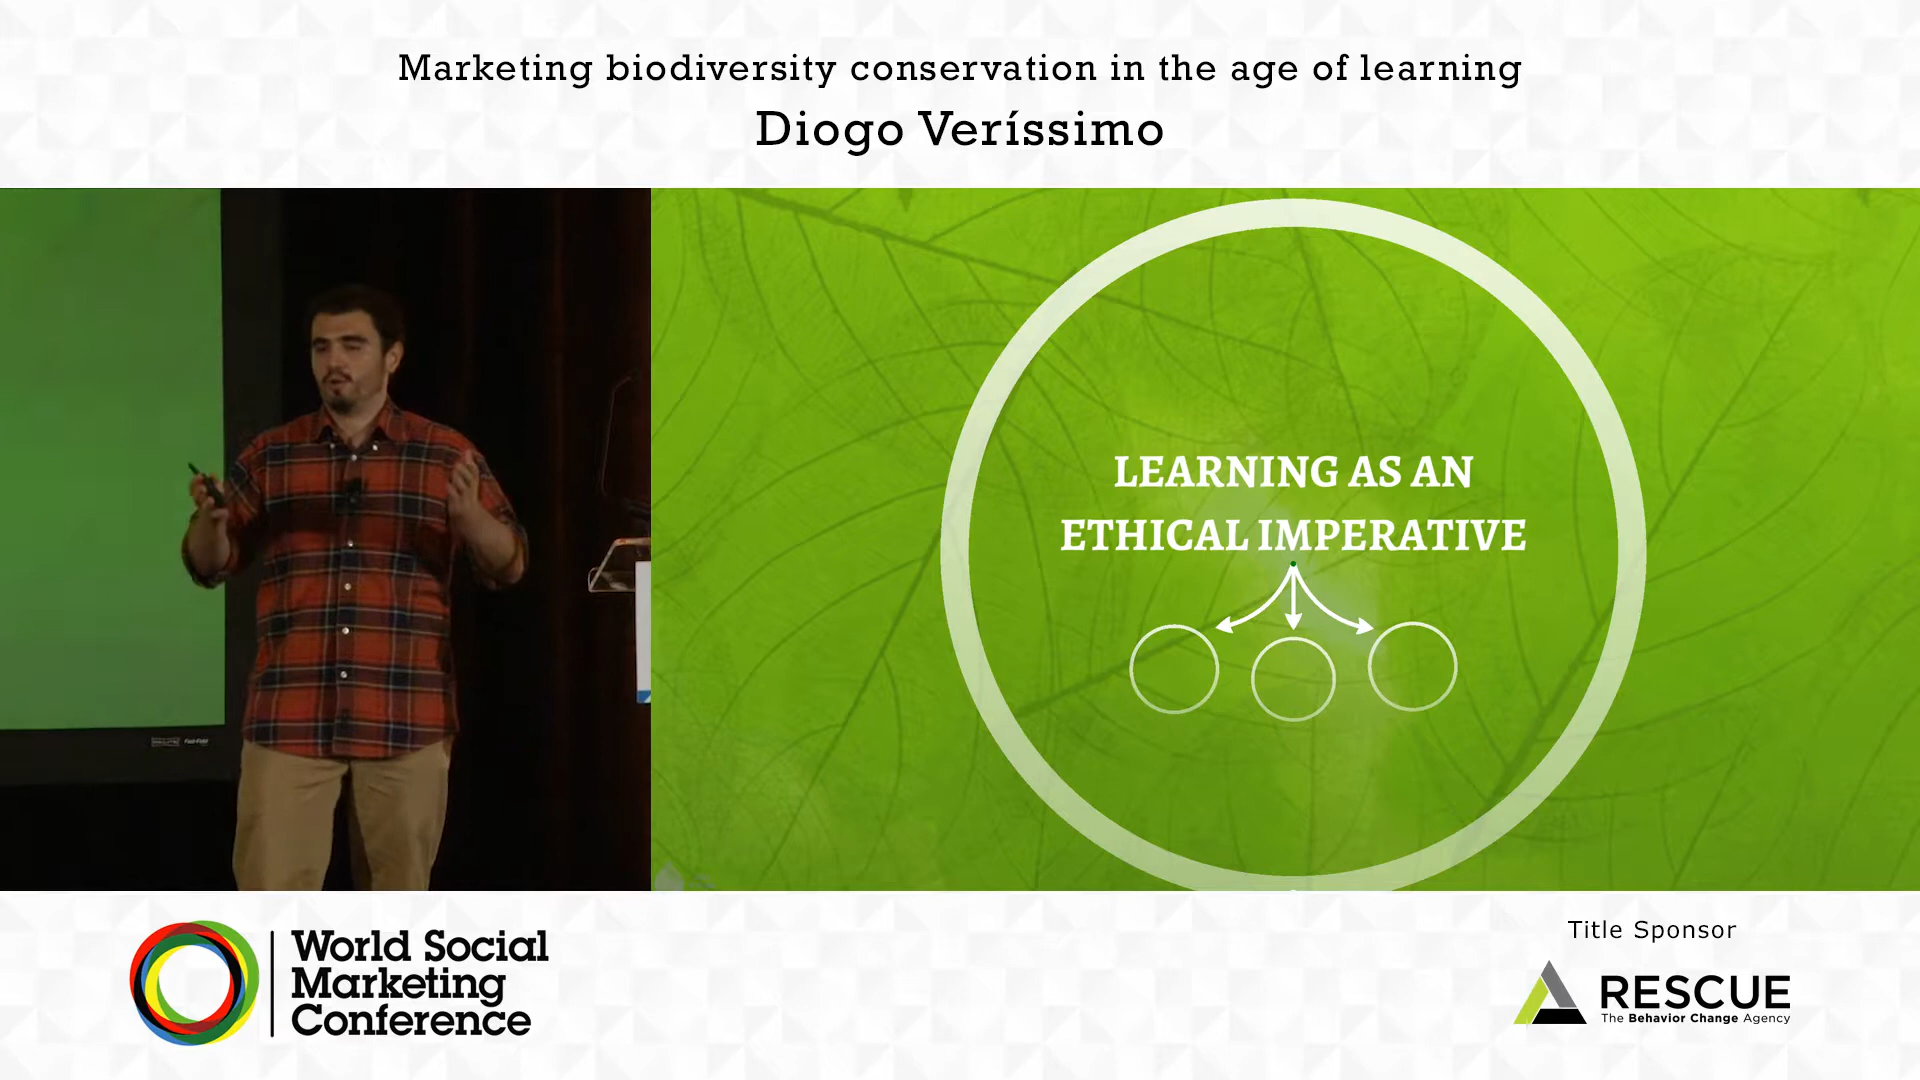 Marketing biodiversity conservation in the age of learning
Diogo Veríssimo
LEARNING AS AN
ETHICAL IMPERATIVE
World Social
Marketing
Conference
Title Sponsor
RESCUE
The Behavior Change Agency